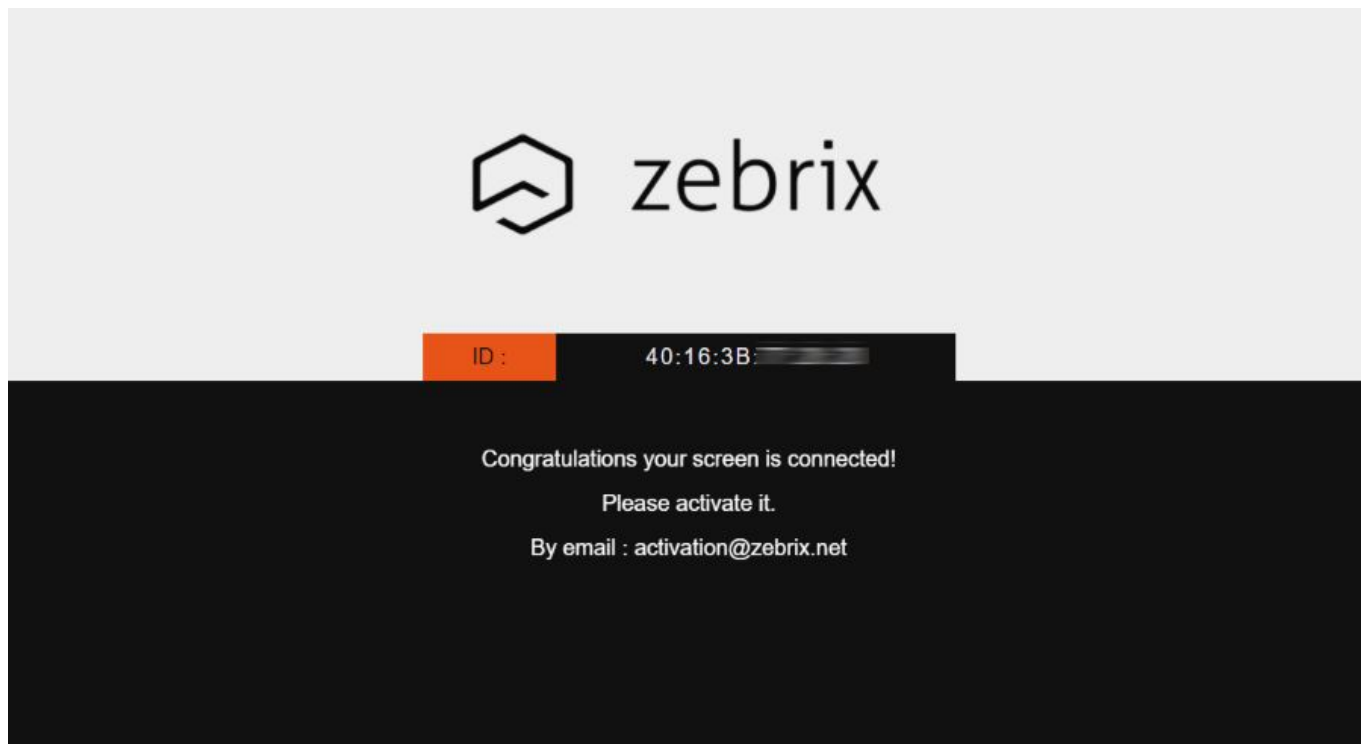 zebrix
ID : 40:16:3B:
Congratulations your screen is connected!
Please activate it.
By email : activation@zebrix.net